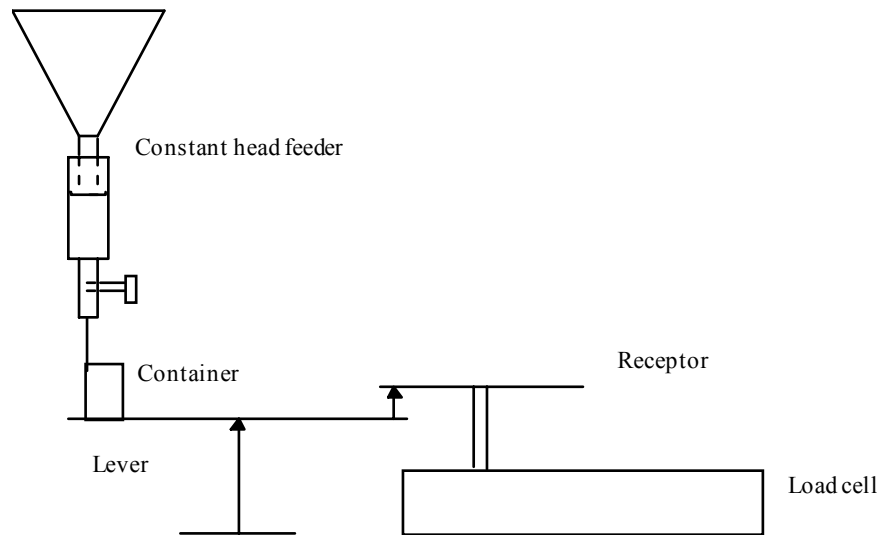 Constant head feeder
Container
Receptor
Lever
Load cell